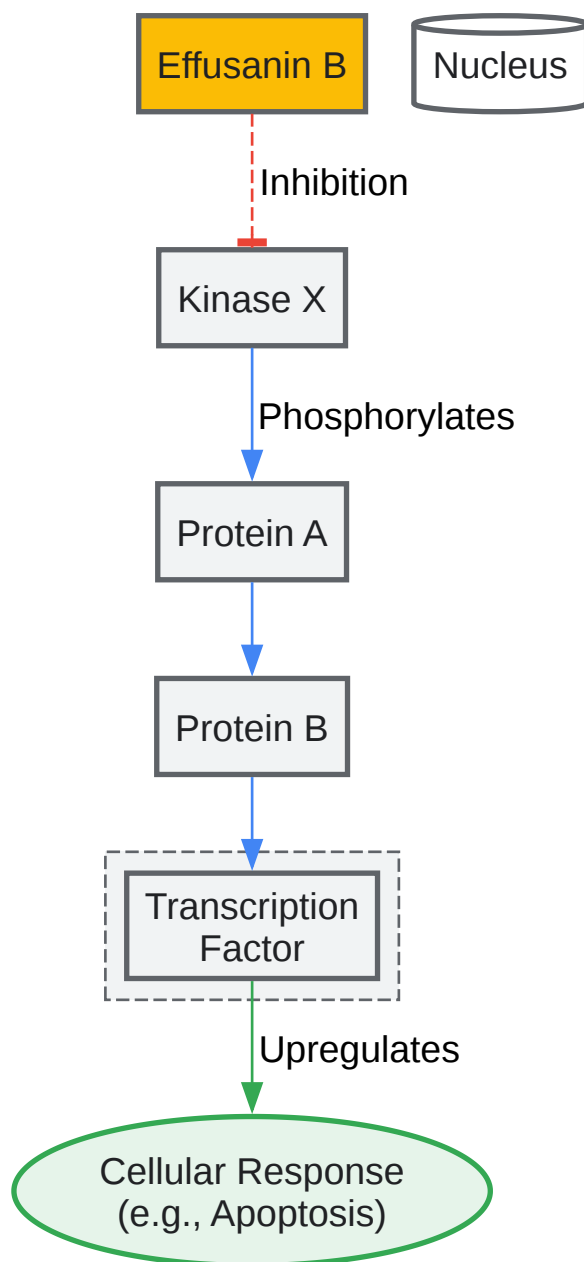 Effusanin B
Nucleus
Inhibition
Kinase X
Phosphorylates
Protein A
Protein B
Transcription
Factor
Upregulates
Cellular Response
(e.g., Apoptosis)